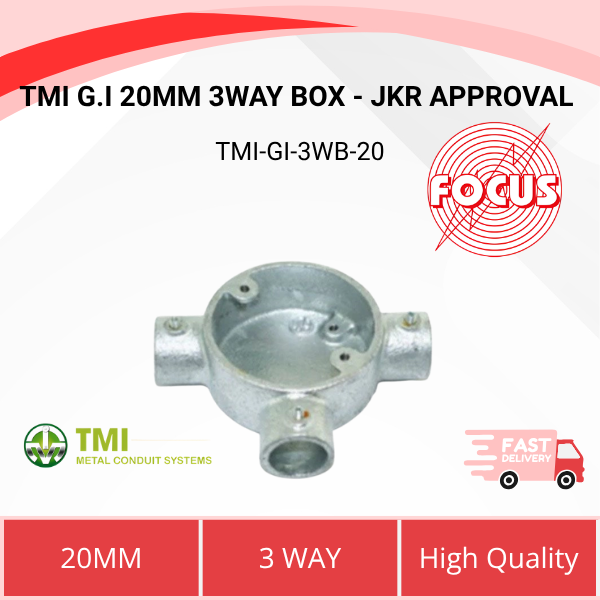 TMI G.I 20MM 3WAY BOX - JKR APPROVAL
TMI-GI-3WB-20
FOCUS
TMI
METAL CONDUIT SYSTEMS
FAST
DELIVERY
20MM
3 WAY
High Quality